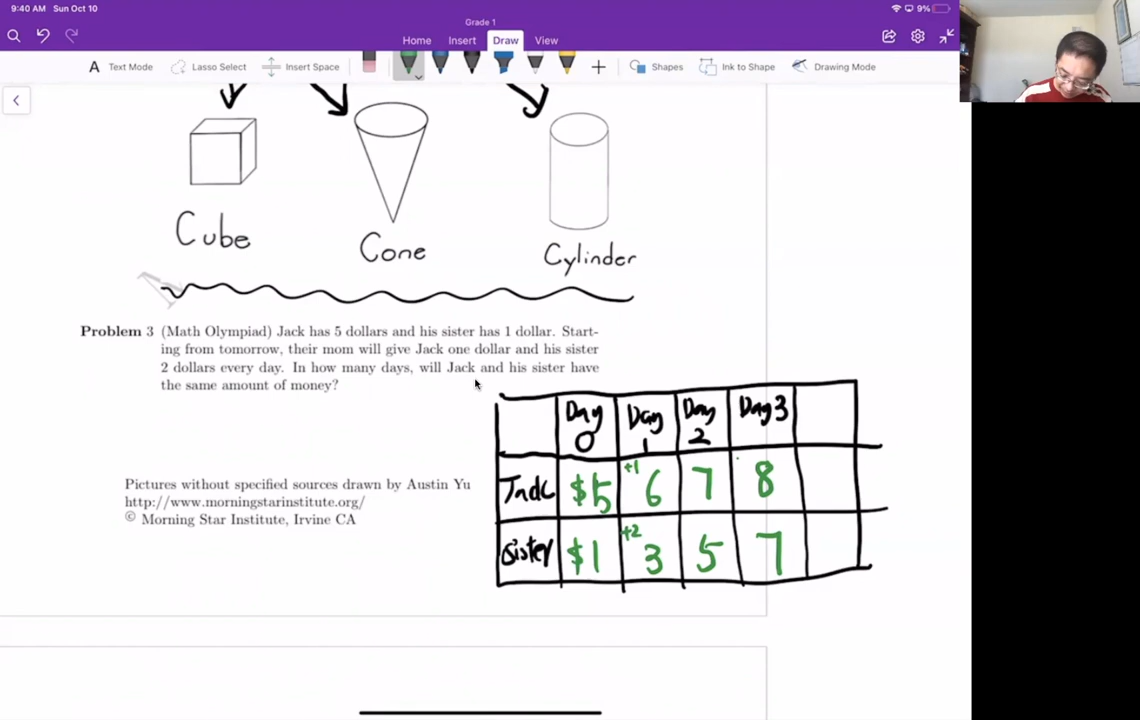 9:40 AM Sun Oct 10
9%
Grade 1
Home Insert Draw View
Text Mode Lasso Select Insert Space Shapes Ink to Shape Drawing Mode
Cube Cone Cylinder
Problem 3 (Math Olympiad) Jack has 5 dollars and his sister has 1 dollar. Start-
ing from tomorrow, their mom will give Jack one dollar and his sister
2 dollars every day. In how many days, will Jack and his sister have
the same amount of money?
Day 0 Day 1 Day 2 Day 3
Jack $5 +1 6 7 8
Sister $1 +2 3 5 7
Pictures without specified sources drawn by Austin Yu
http://www.morningstarinstitute.org/
© Morning Star Institute, Irvine CA